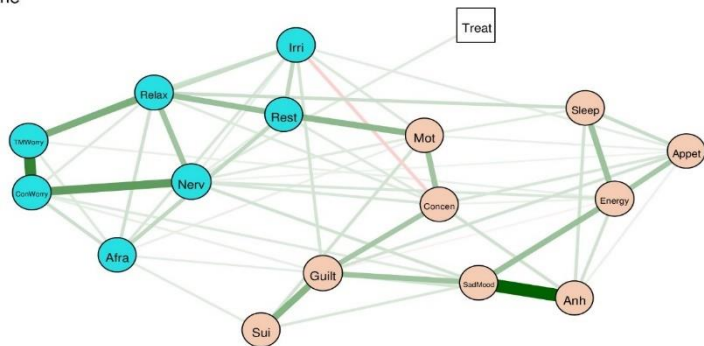 Treat
Irri
Relax
Sleep
Rest
Mot
TMWorry
Appet
Nerv
ConWorry
Energy
Concen
Afra
Guilt
SadMood
Anh
Sui